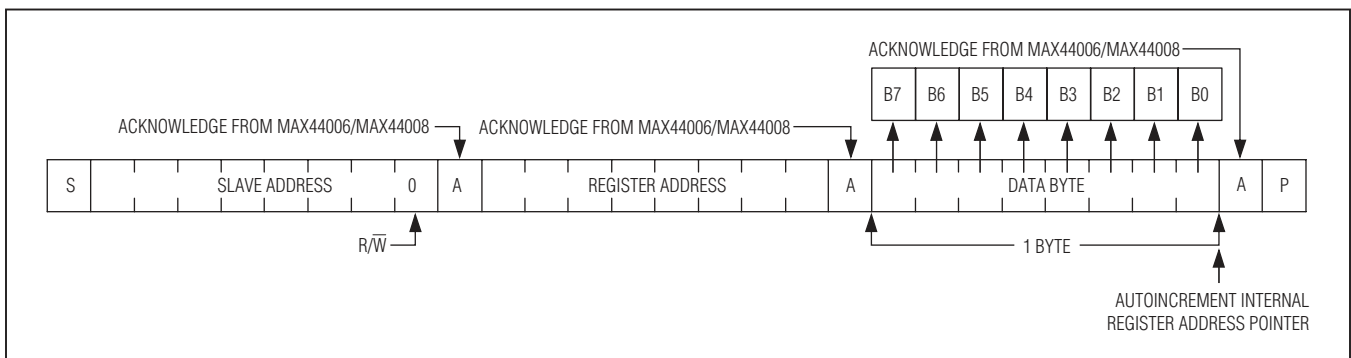 ACKNOWLEDGE FROM MAX44006/MAX44008
B7 B6 B5 B4 B3 B2 B1 B0
ACKNOWLEDGE FROM MAX44006/MAX44008 ACKNOWLEDGE FROM MAX44006/MAX44008
S SLAVE ADDRESS 0 A REGISTER ADDRESS A DATA BYTE A P
R/W̅ 1 BYTE
AUTOINCREMENT INTERNAL
REGISTER ADDRESS POINTER